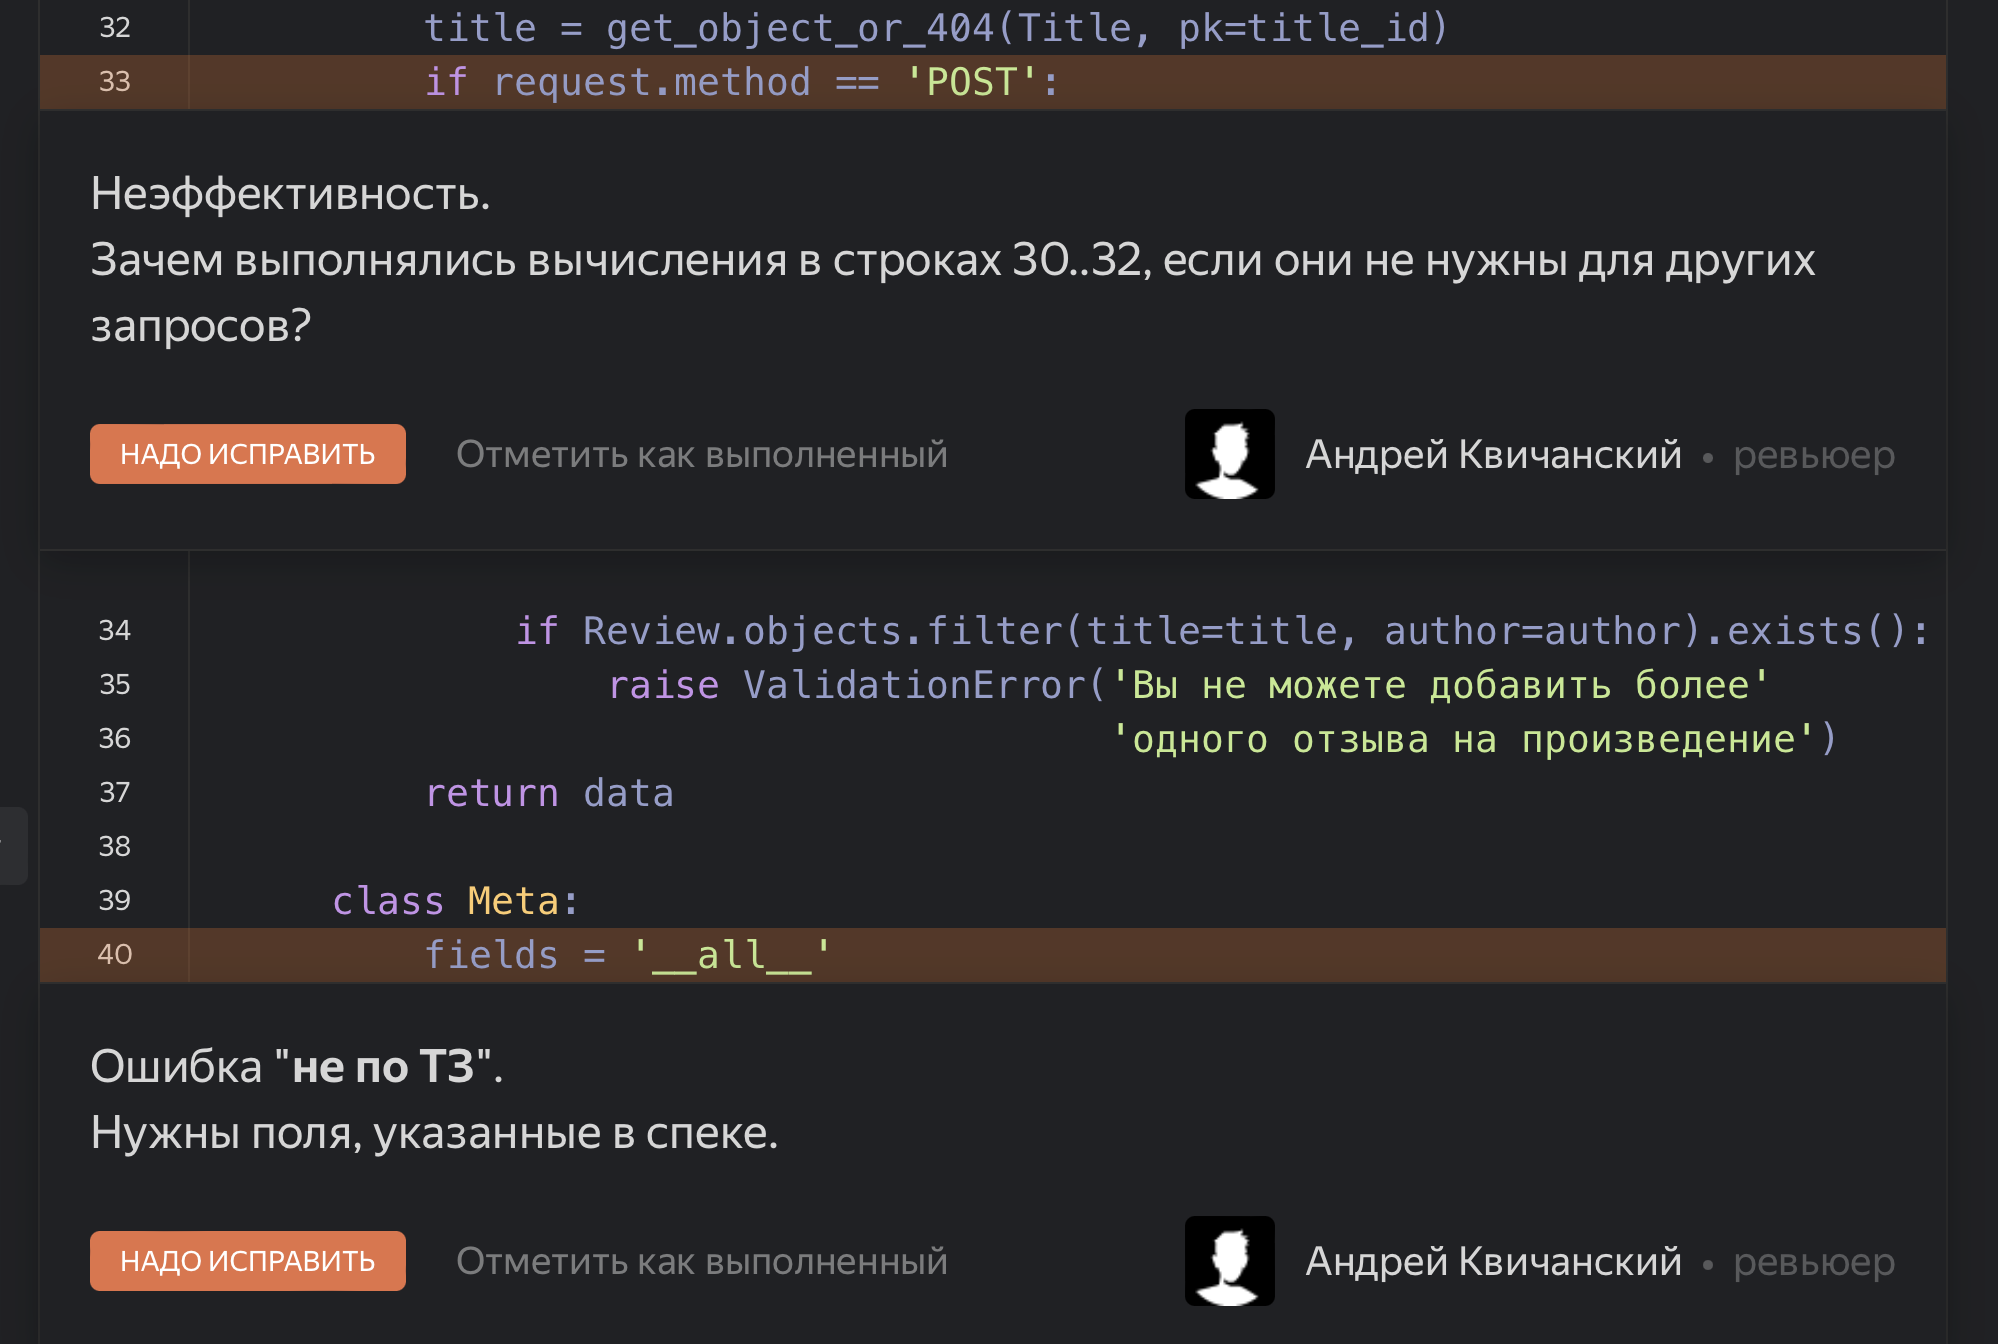 32 title = get_object_or_404(Title, pk=title_id)
33 if request.method == 'POST':
Неэффективность.
Зачем выполнялись вычисления в строках 30..32, если они не нужны для других
запросов?
НАДО ИСПРАВИТЬ Отметить как выполненный Андрей Квичанский • ревьюер
34 if Review.objects.filter(title=title, author=author).exists():
35 raise ValidationError('Вы не можете добавить более'
36 'одного отзыва на произведение')
37 return data
38
39 class Meta:
40 fields = '__all__'
Ошибка "не по ТЗ".
Нужны поля, указанные в спеке.
НАДО ИСПРАВИТЬ Отметить как выполненный Андрей Квичанский • ревьюер